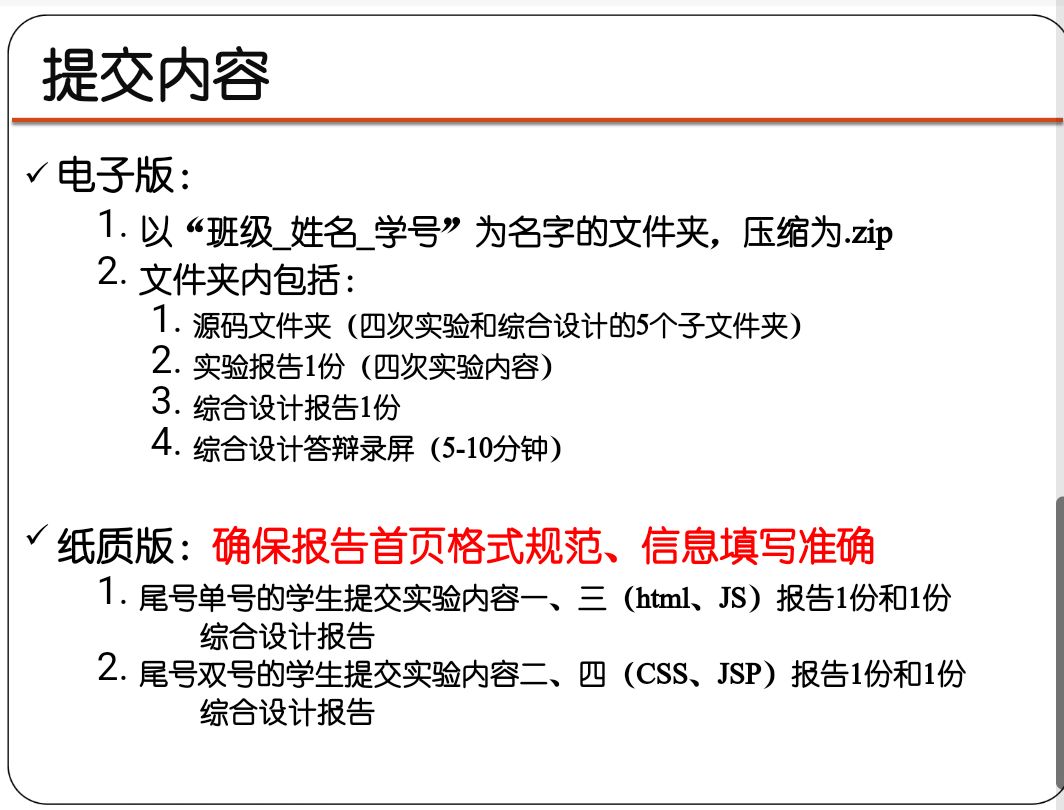 提交内容
✓电子版：
1. 以“班级_姓名_学号”为名字的文件夹，压缩为.zip
2. 文件夹内包括：
1. 源码文件夹（四次实验和综合设计的5个子文件夹）
2. 实验报告1份（四次实验内容）
3. 综合设计报告1份
4. 综合设计答辩录屏（5-10分钟）
✓纸质版：确保报告首页格式规范、信息填写准确
1. 尾号单号的学生提交实验内容一、三（html、JS）报告1份和1份
综合设计报告
2. 尾号双号的学生提交实验内容二、四（CSS、JSP）报告1份和1份
综合设计报告